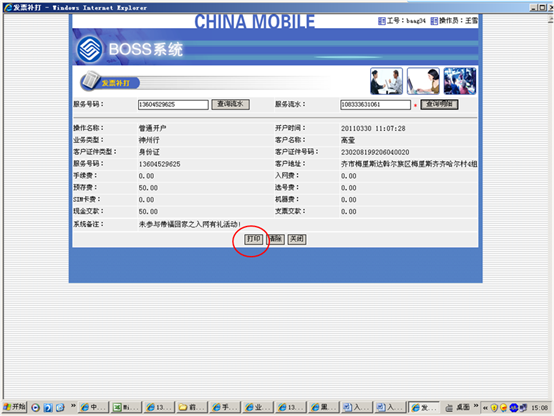 发票补打 - Windows Internet Explorer
CHINA MOBILE
工号：bang34 操作员：王雪
BOSS系统
发票补打
服务号码： 13604529625 查询流水 服务流水： 108333631061 * 查询明细
操作名称： 普通开户 开户时间： 20110330 11:07:28
业务类型： 神州行 客户名称： 高莹
客户证件类型： 身份证 客户证件号码： 230208199206040020
服务号码： 13604529625 客户地址： 齐市梅里斯达斡尔族区梅里斯齐齐哈尔村4组
手续费： 0.00 入网费： 0.00
预存费： 50.00 选号费： 0.00
SIM卡费： 0.00 机器费： 0.00
现金交款： 50.00 支票交款： 0.00
系统备注： 未参与带福回家之入网有礼活动!
打印 清除 关闭
开始 » 中... Mi... 13... 前... 手... 业... 13... 黑... 入... 入... 发... 桌面 » 15:08